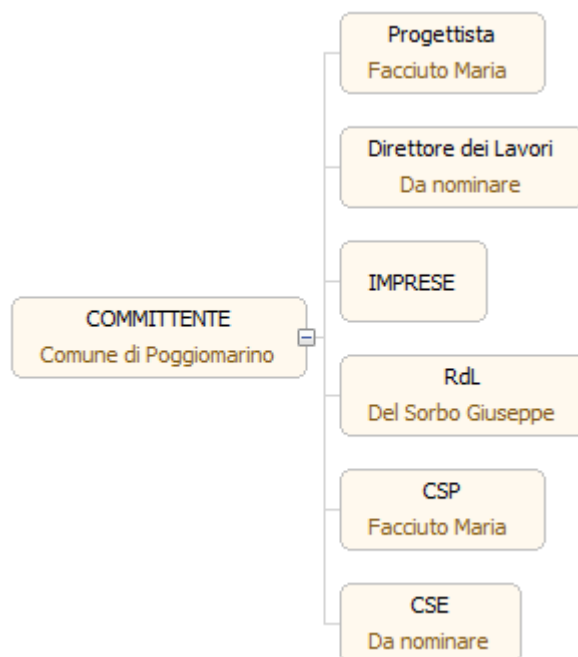 Progettista
Facciuto Maria
Direttore dei Lavori
Da nominare
IMPRESE
COMMITTENTE
Comune di Poggiomarino
RdL
Del Sorbo Giuseppe
CSP
Facciuto Maria
CSE
Da nominare